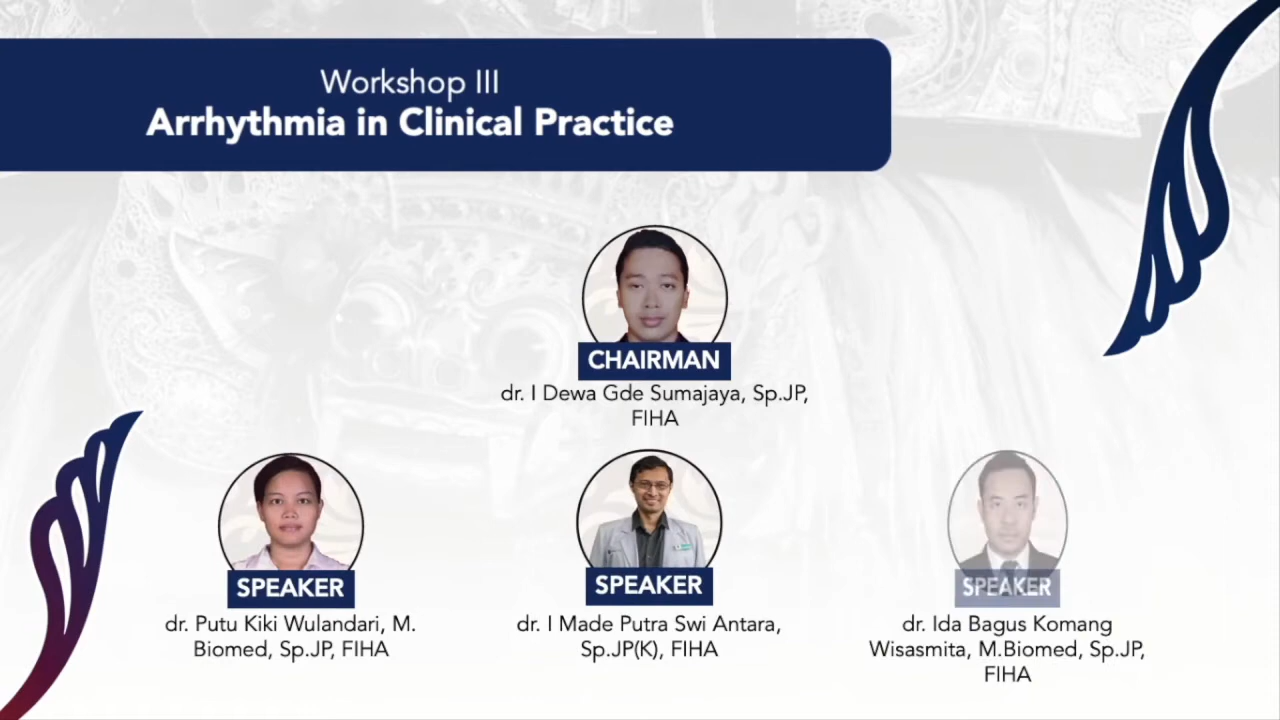 Workshop III
Arrhythmia in Clinical Practice
CHAIRMAN
dr. I Dewa Gde Sumajaya, Sp.JP,
FIHA
SPEAKER
dr. Putu Kiki Wulandari, M.
Biomed, Sp.JP, FIHA
SPEAKER
dr. I Made Putra Swi Antara,
Sp.JP(K), FIHA
SPEAKER
dr. Ida Bagus Komang
Wisasmita, M.Biomed, Sp.JP,
FIHA